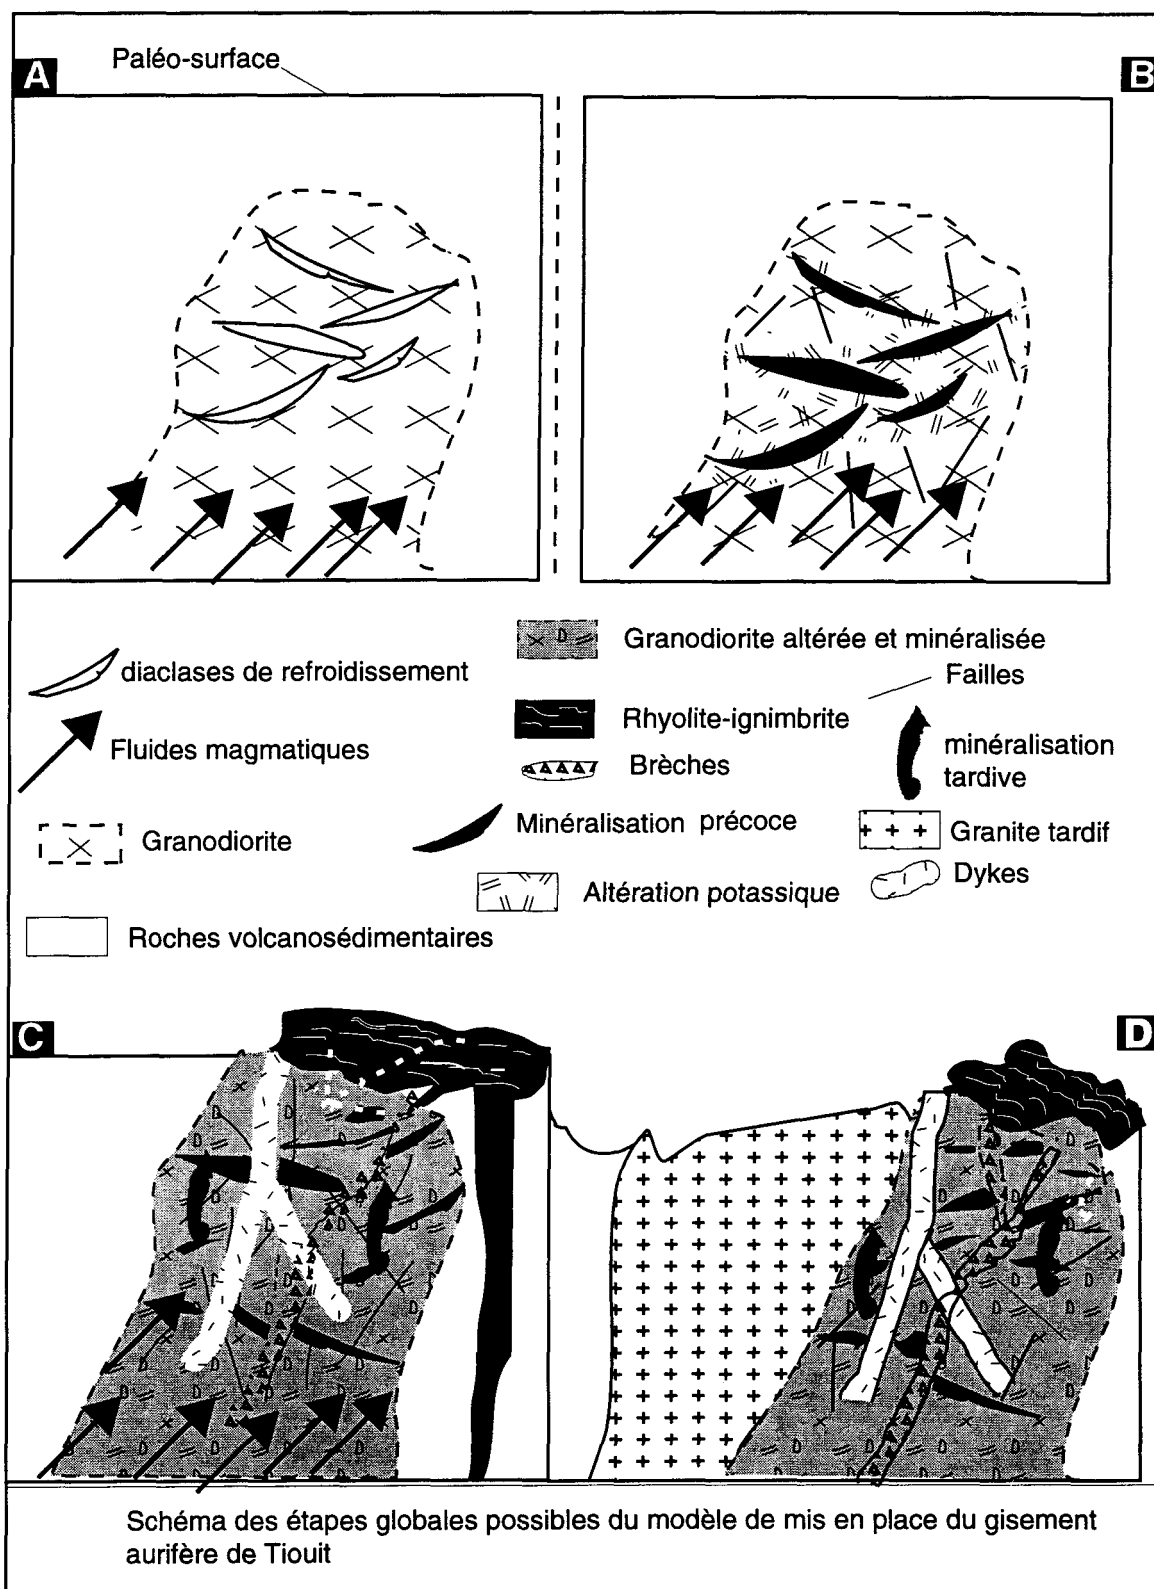 A
Paléo-surface
B
diaclases de refroidissement
Fluides magmatiques
Granodiorite
Roches volcanosédimentaires
Granodiorite altérée et minéralisée
Failles
Rhyolite-ignimbrite
Brèches
minéralisation
tardive
Minéralisation précoce
Granite tardif
Altération potassique
Dykes
C
D
Schéma des étapes globales possibles du modèle de mis en place du gisement
aurifère de Tiouit